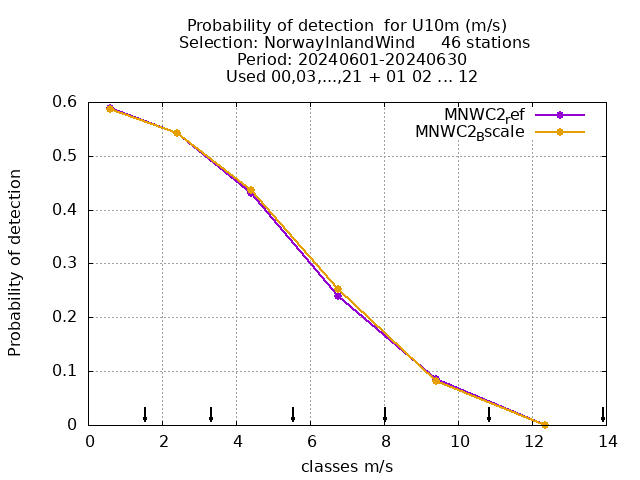 Probability of detection  for U10m (m/s)
Selection: NorwayInlandWind     46 stations
Period: 20240601-20240630
Used 00,03,...,21 + 01 02 ... 12
MNWC2_ref
MNWC2_Bscale
Probability of detection
0.6
0.5
0.4
0.3
0.2
0.1
0
0 2 4 6 8 10 12 14
classes m/s